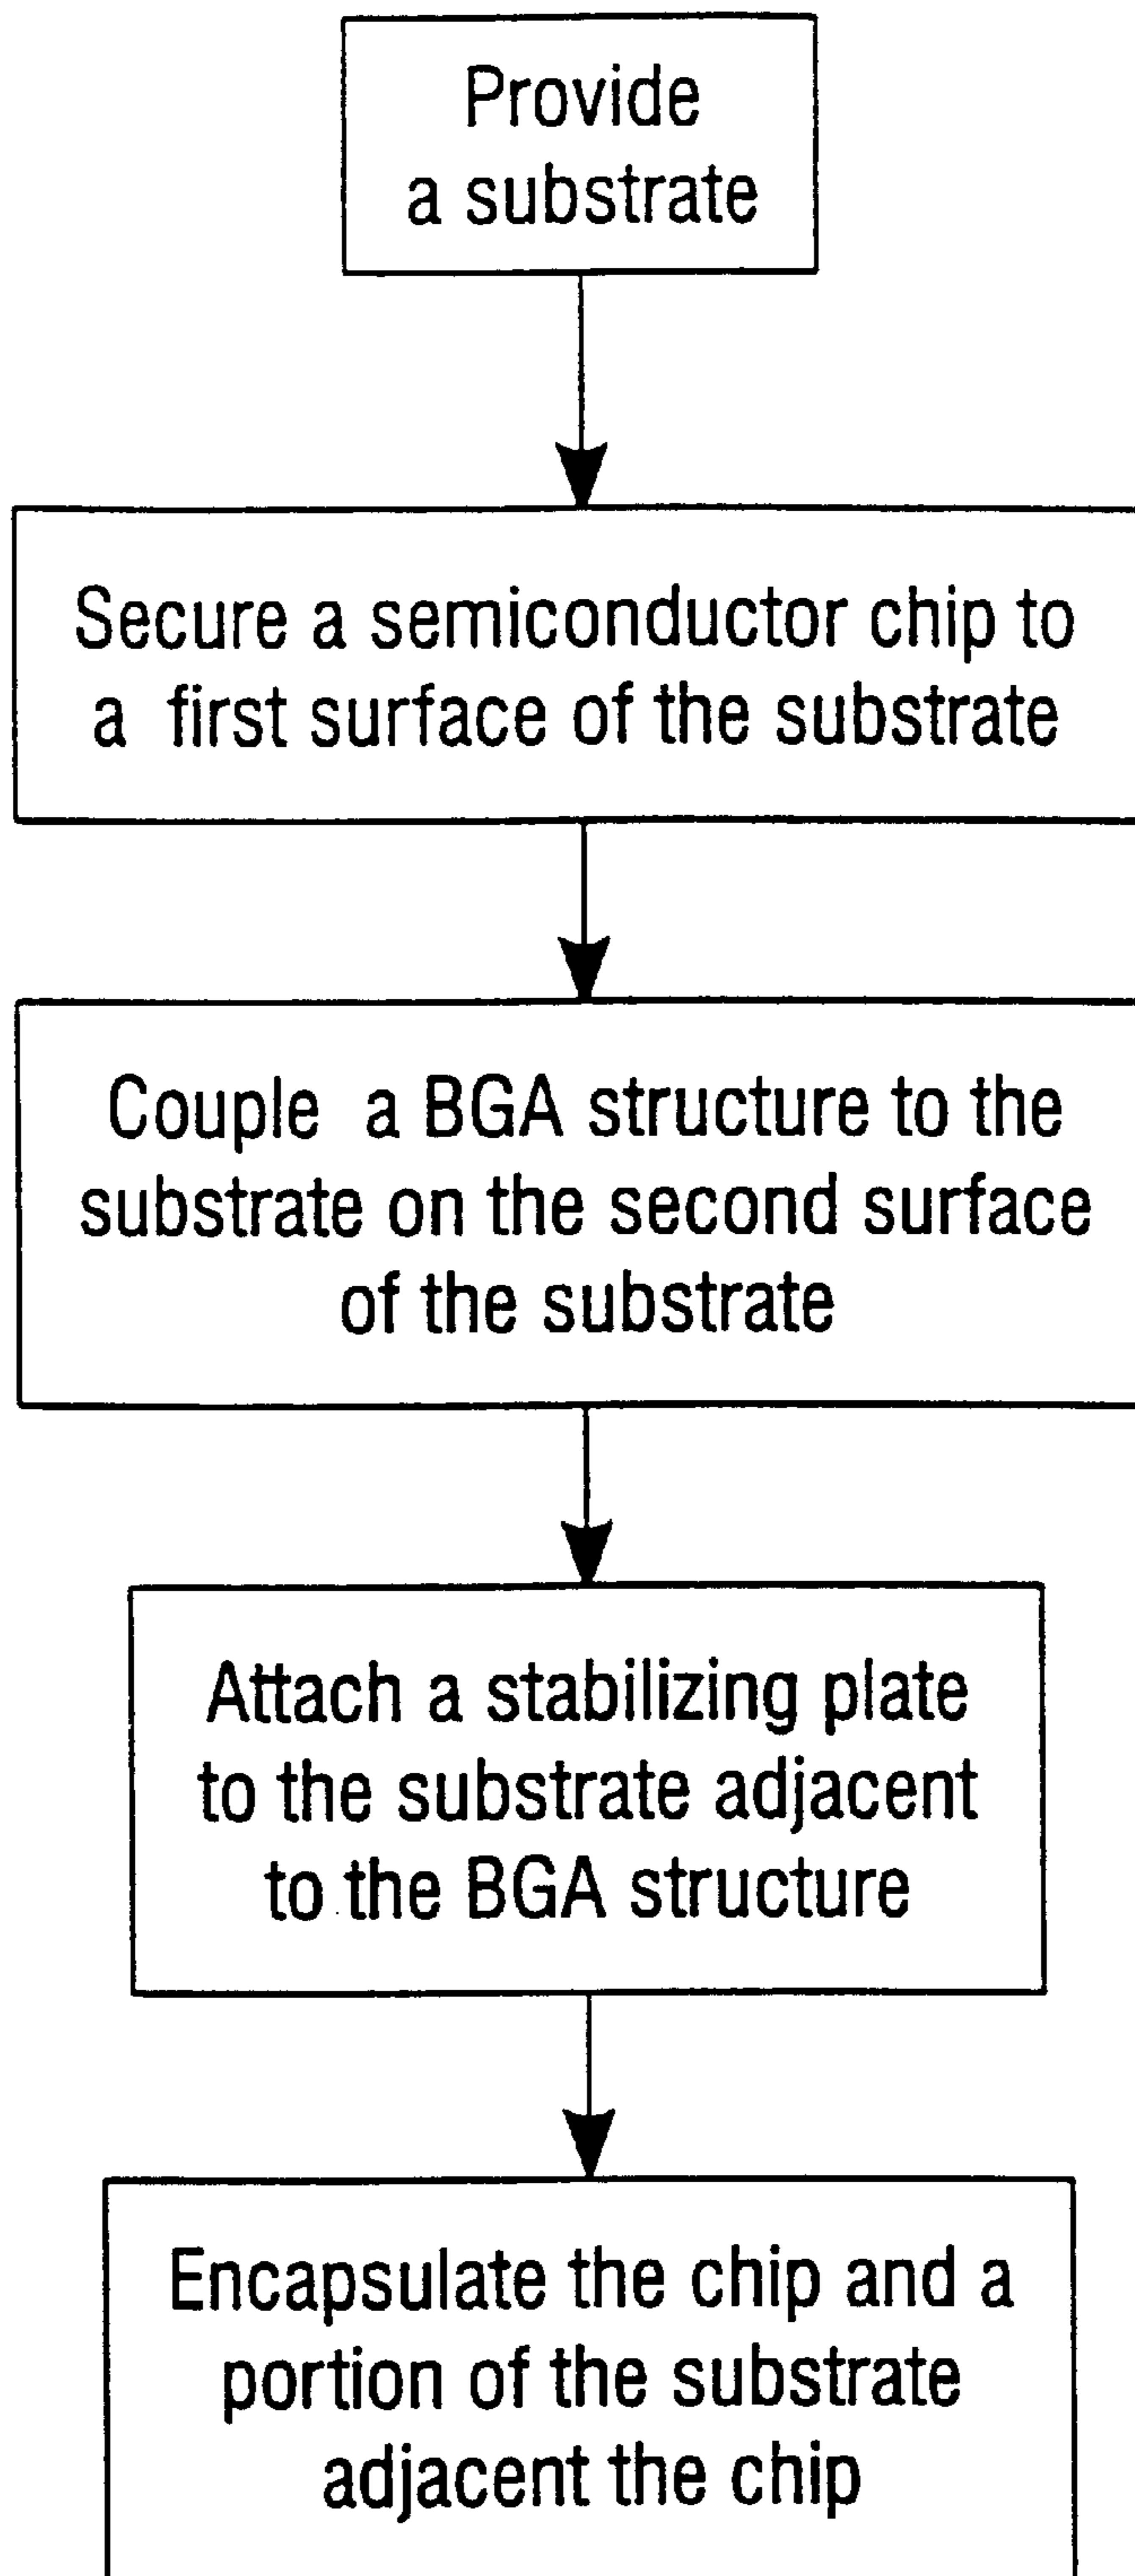 Provide
a substrate
Secure a semiconductor chip to
a first surface of the substrate
Couple a BGA structure to the
substrate on the second surface
of the substrate
Attach a stabilizing plate
to the substrate adjacent
to the BGA structure
Encapsulate the chip and a
portion of the substrate
adjacent the chip